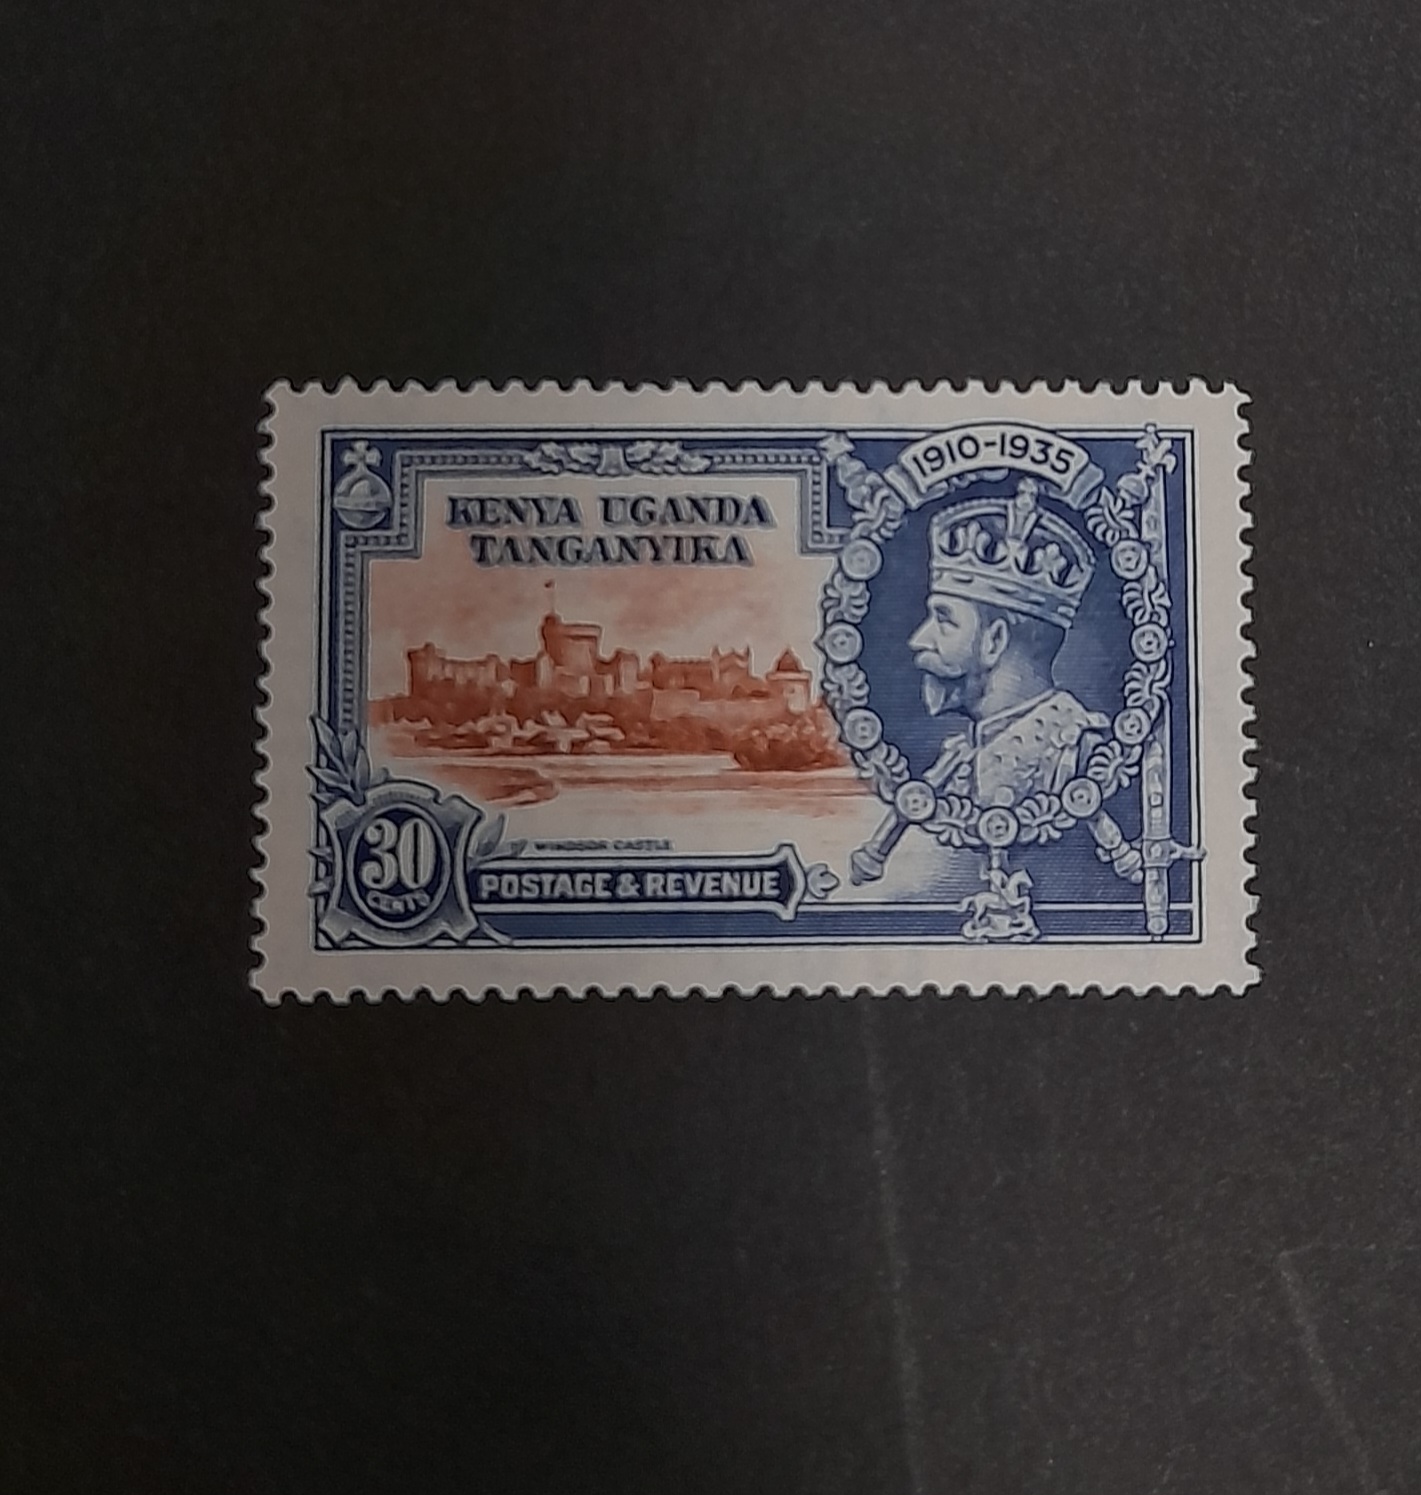 1910-1935
KENYA UGANDA
TANGANYIKA
WINDSOR CASTLE
30
CENTS
POSTAGE & REVENUE